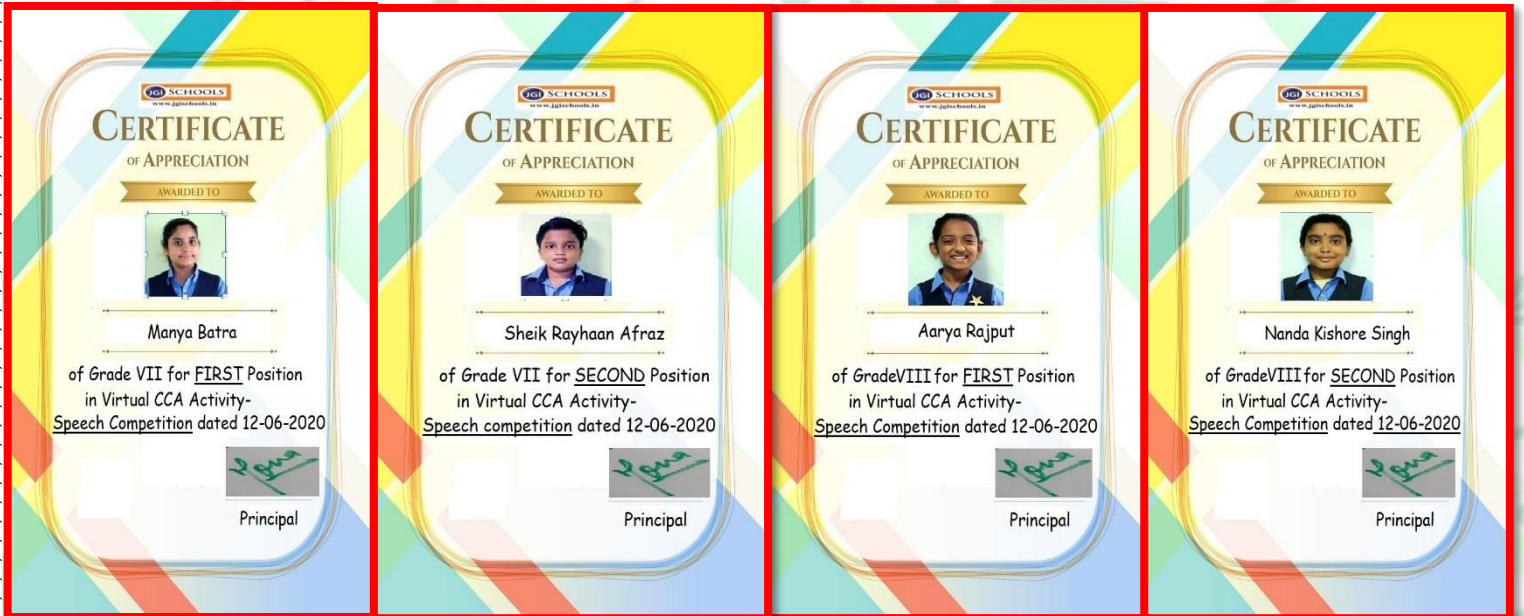 JGI SCHOOLS
www.jgischools.in
CERTIFICATE
OF APPRECIATION
AWARDED TO
Manya Batra
of Grade VII for FIRST Position
in Virtual CCA Activity-
Speech Competition dated 12-06-2020
Principal
JGI SCHOOLS
www.jgischools.in
CERTIFICATE
OF APPRECIATION
AWARDED TO
Sheik Rayhaan Afraz
of Grade VII for SECOND Position
in Virtual CCA Activity-
Speech competition dated 12-06-2020
Principal
JGI SCHOOLS
www.jgischools.in
CERTIFICATE
OF APPRECIATION
AWARDED TO
Aarya Rajput
of GradeVIII for FIRST Position
in Virtual CCA Activity-
Speech Competition dated 12-06-2020
Principal
JGI SCHOOLS
www.jgischools.in
CERTIFICATE
OF APPRECIATION
AWARDED TO
Nanda Kishore Singh
of GradeVIII for SECOND Position
in Virtual CCA Activity-
Speech Competition dated 12-06-2020
Principal